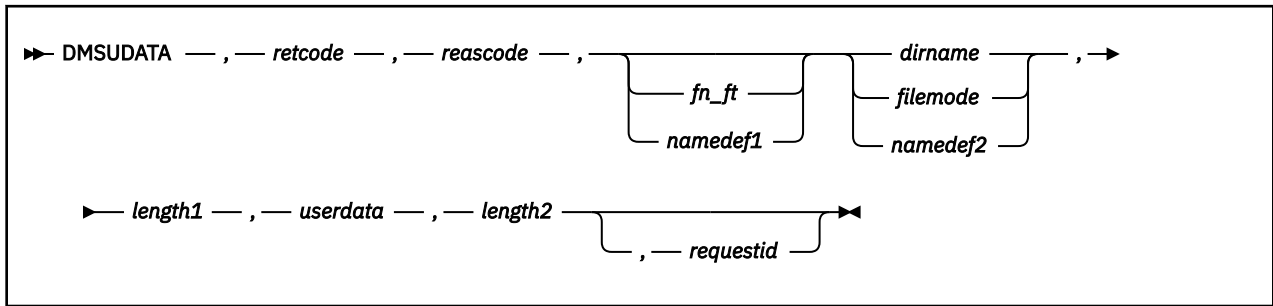 DMSUDATA , retcode , reascode , dirname ,
fn_ft filemode
namedef1 namedef2
length1 , userdata , length2
, requestid